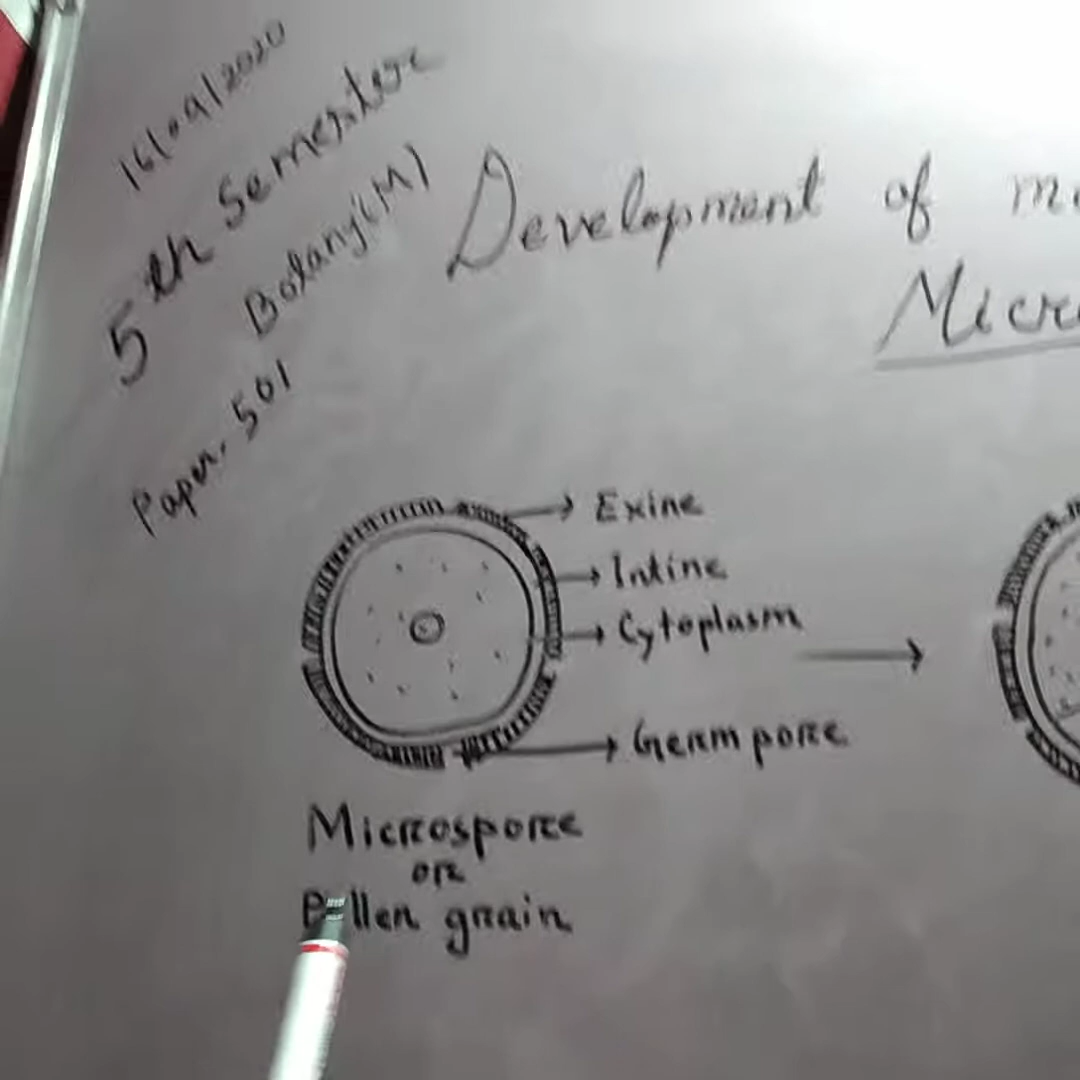 16/09/2020
5th Semester
Botany(M)
Paper. 501
Development of
Exine
Intine
Cytoplasm
Germ pore
Microspore
or
Pollen grain